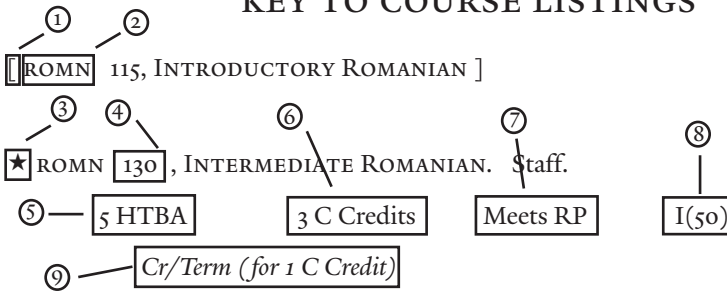 KEY TO COURSE LISTINGS
① ②
[ROMN 115, Introductory Romanian ]
③ ④ ⑥ ⑦ ⑧
★ ROMN 130 , Intermediate Romanian. Staff.
⑤ 5 HTBA 3 C Credits Meets RP I(50)
⑨ Cr/Term (for 1 C Credit)